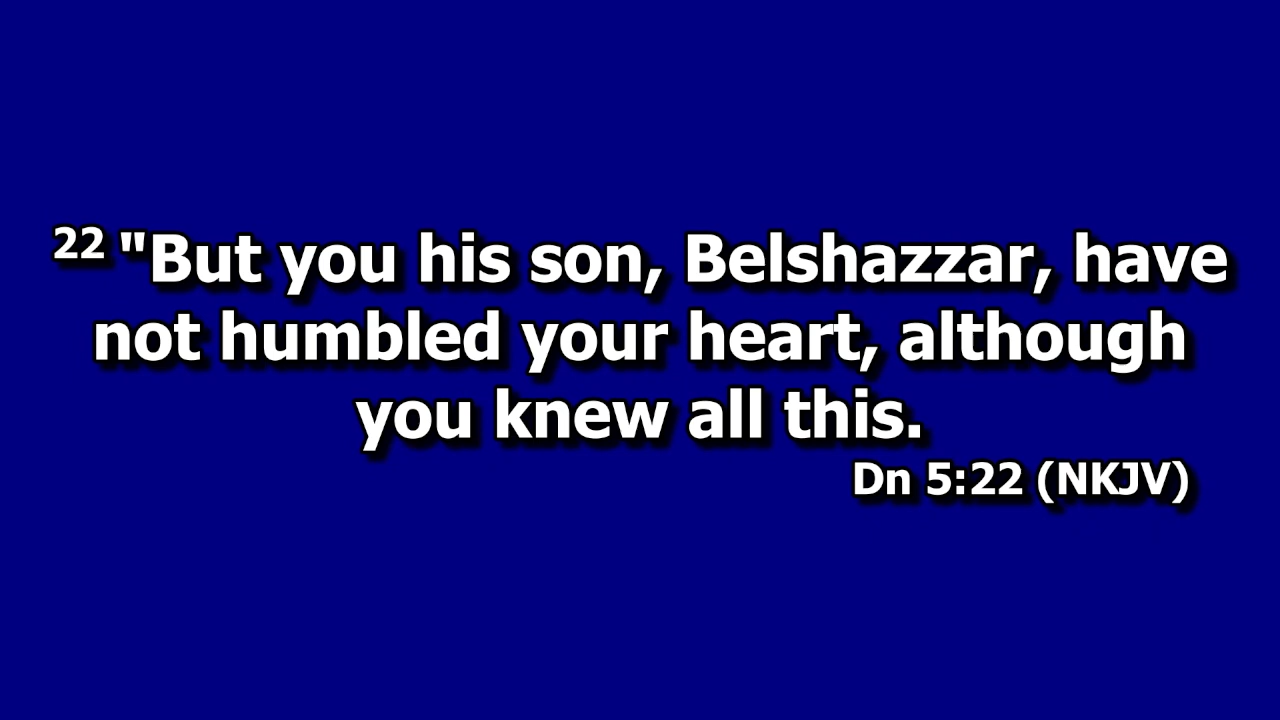 22 "But you his son, Belshazzar, have
not humbled your heart, although
you knew all this.
Dn 5:22 (NKJV)